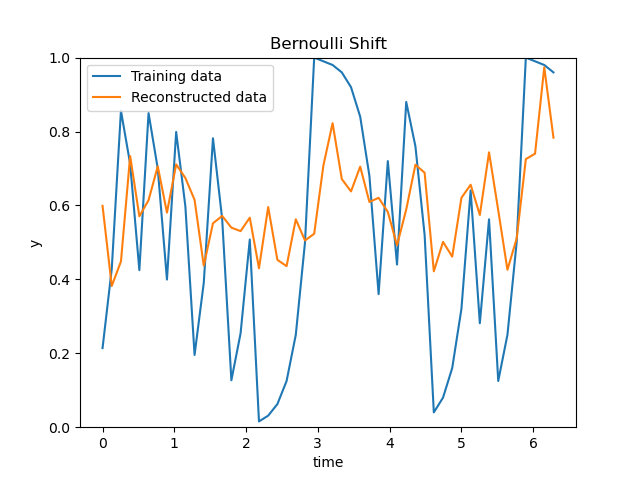 Bernoulli Shift
Training data
Reconstructed data
1.0
0.8
0.6
0.4
0.2
0.0
y
0 1 2 3 4 5 6
time